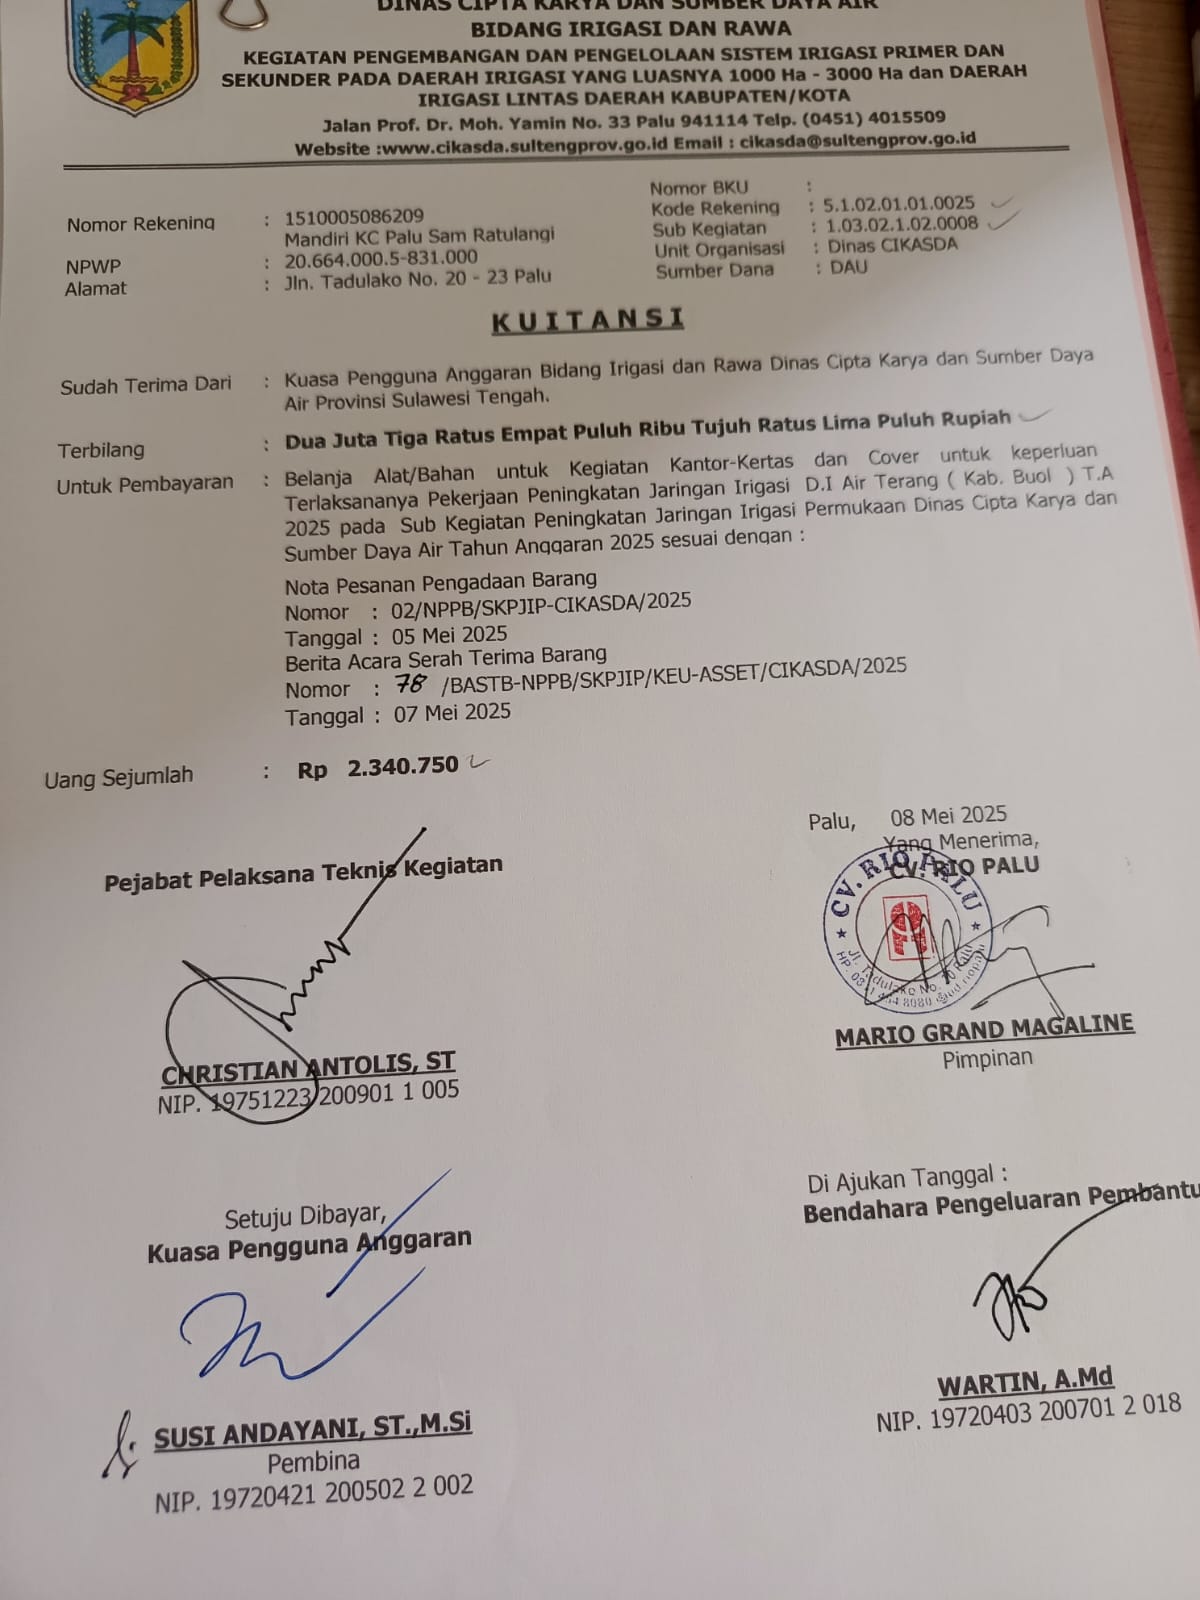 DINAS CIPTA KARYA DAN SUMBER DAYA AIR
BIDANG IRIGASI DAN RAWA
KEGIATAN PENGEMBANGAN DAN PENGELOLAAN SISTEM IRIGASI PRIMER DAN
SEKUNDER PADA DAERAH IRIGASI YANG LUASNYA 1000 Ha - 3000 Ha dan DAERAH
IRIGASI LINTAS DAERAH KABUPATEN/KOTA
Jalan Prof. Dr. Moh. Yamin No. 33 Palu 941114 Telp. (0451) 4015509
Website :www.cikasda.sultengprov.go.id Email : cikasda@sultengprov.go.id
Nomor Rekening : 1510005086209
Mandiri KC Palu Sam Ratulangi
NPWP : 20.664.000.5-831.000
Alamat : Jln. Tadulako No. 20 - 23 Palu
Nomor BKU :
Kode Rekening : 5.1.02.01.01.0025
Sub Kegiatan : 1.03.02.1.02.0008
Unit Organisasi : Dinas CIKASDA
Sumber Dana : DAU
KUITANSI
Sudah Terima Dari : Kuasa Pengguna Anggaran Bidang Irigasi dan Rawa Dinas Cipta Karya dan Sumber Daya
Air Provinsi Sulawesi Tengah.
Terbilang : Dua Juta Tiga Ratus Empat Puluh Ribu Tujuh Ratus Lima Puluh Rupiah
Untuk Pembayaran : Belanja Alat/Bahan untuk Kegiatan Kantor-Kertas dan Cover untuk keperluan
Terlaksananya Pekerjaan Peningkatan Jaringan Irigasi D.I Air Terang ( Kab. Buol ) T.A
2025 pada Sub Kegiatan Peningkatan Jaringan Irigasi Permukaan Dinas Cipta Karya dan
Sumber Daya Air Tahun Anggaran 2025 sesuai dengan :
Nota Pesanan Pengadaan Barang
Nomor : 02/NPPB/SKPJIP-CIKASDA/2025
Tanggal : 05 Mei 2025
Berita Acara Serah Terima Barang
Nomor : 78 /BASTB-NPPB/SKPJIP/KEU-ASSET/CIKASDA/2025
Tanggal : 07 Mei 2025
Uang Sejumlah : Rp 2.340.750
Palu, 08 Mei 2025
Yang Menerima,
CV. RIO PALU
Pejabat Pelaksana Teknis Kegiatan
CV. RIO PALU
Jl. Tadulako No. Palu
MARIO GRAND MAGALINE
Pimpinan
CHRISTIAN ANTOLIS, ST
NIP. 19751223 200901 1 005
Setuju Dibayar,
Kuasa Pengguna Anggaran
Di Ajukan Tanggal :
Bendahara Pengeluaran Pembantu
SUSI ANDAYANI, ST.,M.Si
Pembina
NIP. 19720421 200502 2 002
WARTIN, A.Md
NIP. 19720403 200701 2 018